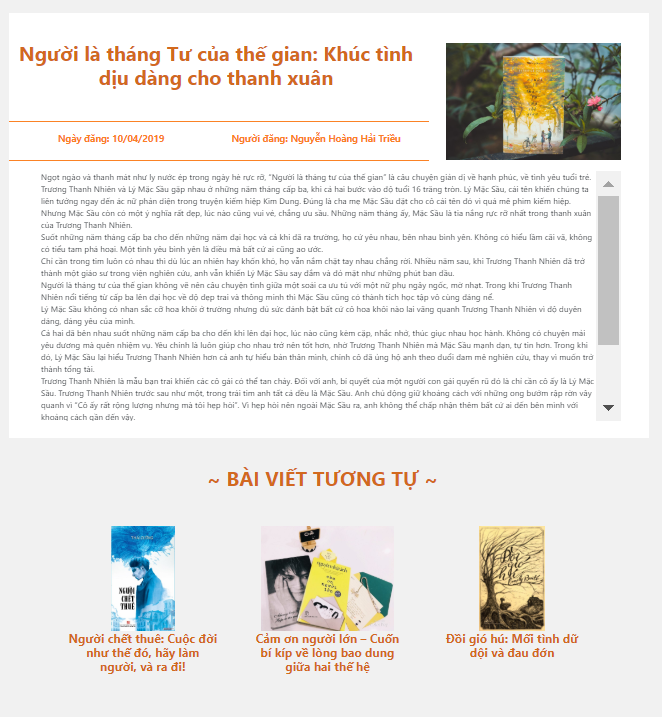 Người là tháng Tư của thế gian: Khúc tình
dịu dàng cho thanh xuân
Ngày đăng: 10/04/2019
Người đăng: Nguyễn Hoàng Hải Triều
Ngọt ngào và thanh mát như ly nước ép trong ngày hè rực rỡ, "Người là tháng tư của thế gian" là câu chuyện giản dị về hạnh phúc, về tình yêu tuổi trẻ.
Trương Thanh Nhiên và Lý Mặc Sầu gặp nhau ở những năm tháng cấp ba, khi cả hai bước vào độ tuổi 16 trăng tròn. Lý Mặc Sầu, cái tên khiến chúng ta
liên tưởng ngay đến ác nữ phản diện trong truyện kiếm hiệp Kim Dung. Đúng là cha mẹ Mặc Sầu đặt cho cô cái tên đó vì quá mê phim kiếm hiệp.
Nhưng Mặc Sầu còn có một ý nghĩa rất đẹp, lúc nào cũng vui vẻ, chẳng ưu sầu. Những năm tháng ấy, Mặc Sầu là tia nắng rực rỡ nhất trong thanh xuân
của Trương Thanh Nhiên.
Suốt những năm tháng cấp ba cho đến những năm đại học và cả khi đã ra trường, họ cứ yêu nhau, bên nhau bình yên. Không có hiểu lầm cãi vã, không
có tiểu tam phá hoại. Một tình yêu bình yên là điều mà bất cứ ai cũng ao ước.
Chỉ cần trong tim luôn có nhau thì dù lúc an nhiên hay khốn khó, họ vẫn nắm chặt tay nhau chẳng rời. Nhiều năm sau, khi Trương Thanh Nhiên đã trở
thành một giáo sư trong viện nghiên cứu, anh vẫn khiến Lý Mặc Sầu say đắm và đỏ mặt như những phút ban đầu.
Người là tháng tư của thế gian không vẽ nên câu chuyện tình giữa một soái ca ưu tú với một nữ phụ ngây ngốc, mờ nhạt. Trong khi Trương Thanh
Nhiên nổi tiếng từ cấp ba lên đại học về độ đẹp trai và thông minh thì Mặc Sầu cũng có thành tích học tập vô cùng đáng nể.
Lý Mặc Sầu không có nhan sắc cỡ hoa khôi ở trường nhưng đủ sức đánh bật bất cứ cô hoa khôi nào lai vãng quanh Trương Thanh Nhiên vì độ duyên
dáng, đáng yêu của mình.
Cả hai đã bên nhau suốt những năm cấp ba cho đến khi lên đại học, lúc nào cũng kèm cặp, nhắc nhở, thúc giục nhau học hành. Không có chuyện mải
yêu đương mà quên nhiệm vụ. Yêu chính là luôn giúp cho nhau trở nên tốt hơn, nhờ Trương Thanh Nhiên mà Mặc Sầu mạnh dạn, tự tin hơn. Trong khi
đó, Lý Mặc Sầu lại hiểu Trương Thanh Nhiên hơn cả anh tự hiểu bản thân mình, chính cô đã ủng hộ anh theo đuổi đam mê nghiên cứu, thay vì muốn trở
thành tổng tài.
Trương Thanh Nhiên là mẫu bạn trai khiến các cô gái có thể tan chảy. Đối với anh, bí quyết của một người con gái quyến rũ đó là chỉ cần cô ấy là Lý Mặc
Sầu. Trương Thanh Nhiên trước sau như một, trong trái tim anh tất cả đều là Mặc Sầu. Anh chủ động giữ khoảng cách với những ong bướm rập rờn vây
quanh vì "Cô ấy rất rộng lượng nhưng mà tôi hẹp hòi". Vì hẹp hòi nên ngoài Mặc Sầu ra, anh không thể chấp nhận thêm bất cứ ai đến bên mình với
khoảng cách gần đến vậy.
~ BÀI VIẾT TƯƠNG TỰ ~
NGƯỜI
CHẾT
THUÊ
Người chết thuê: Cuộc đời
như thế đó, hãy làm
người, và ra đi!
Cảm ơn người lớn – Cuốn
bí kíp về lòng bao dung
giữa hai thế hệ
Đồi gió hú
Đồi gió hú: Mối tình dữ
dội và đau đớn